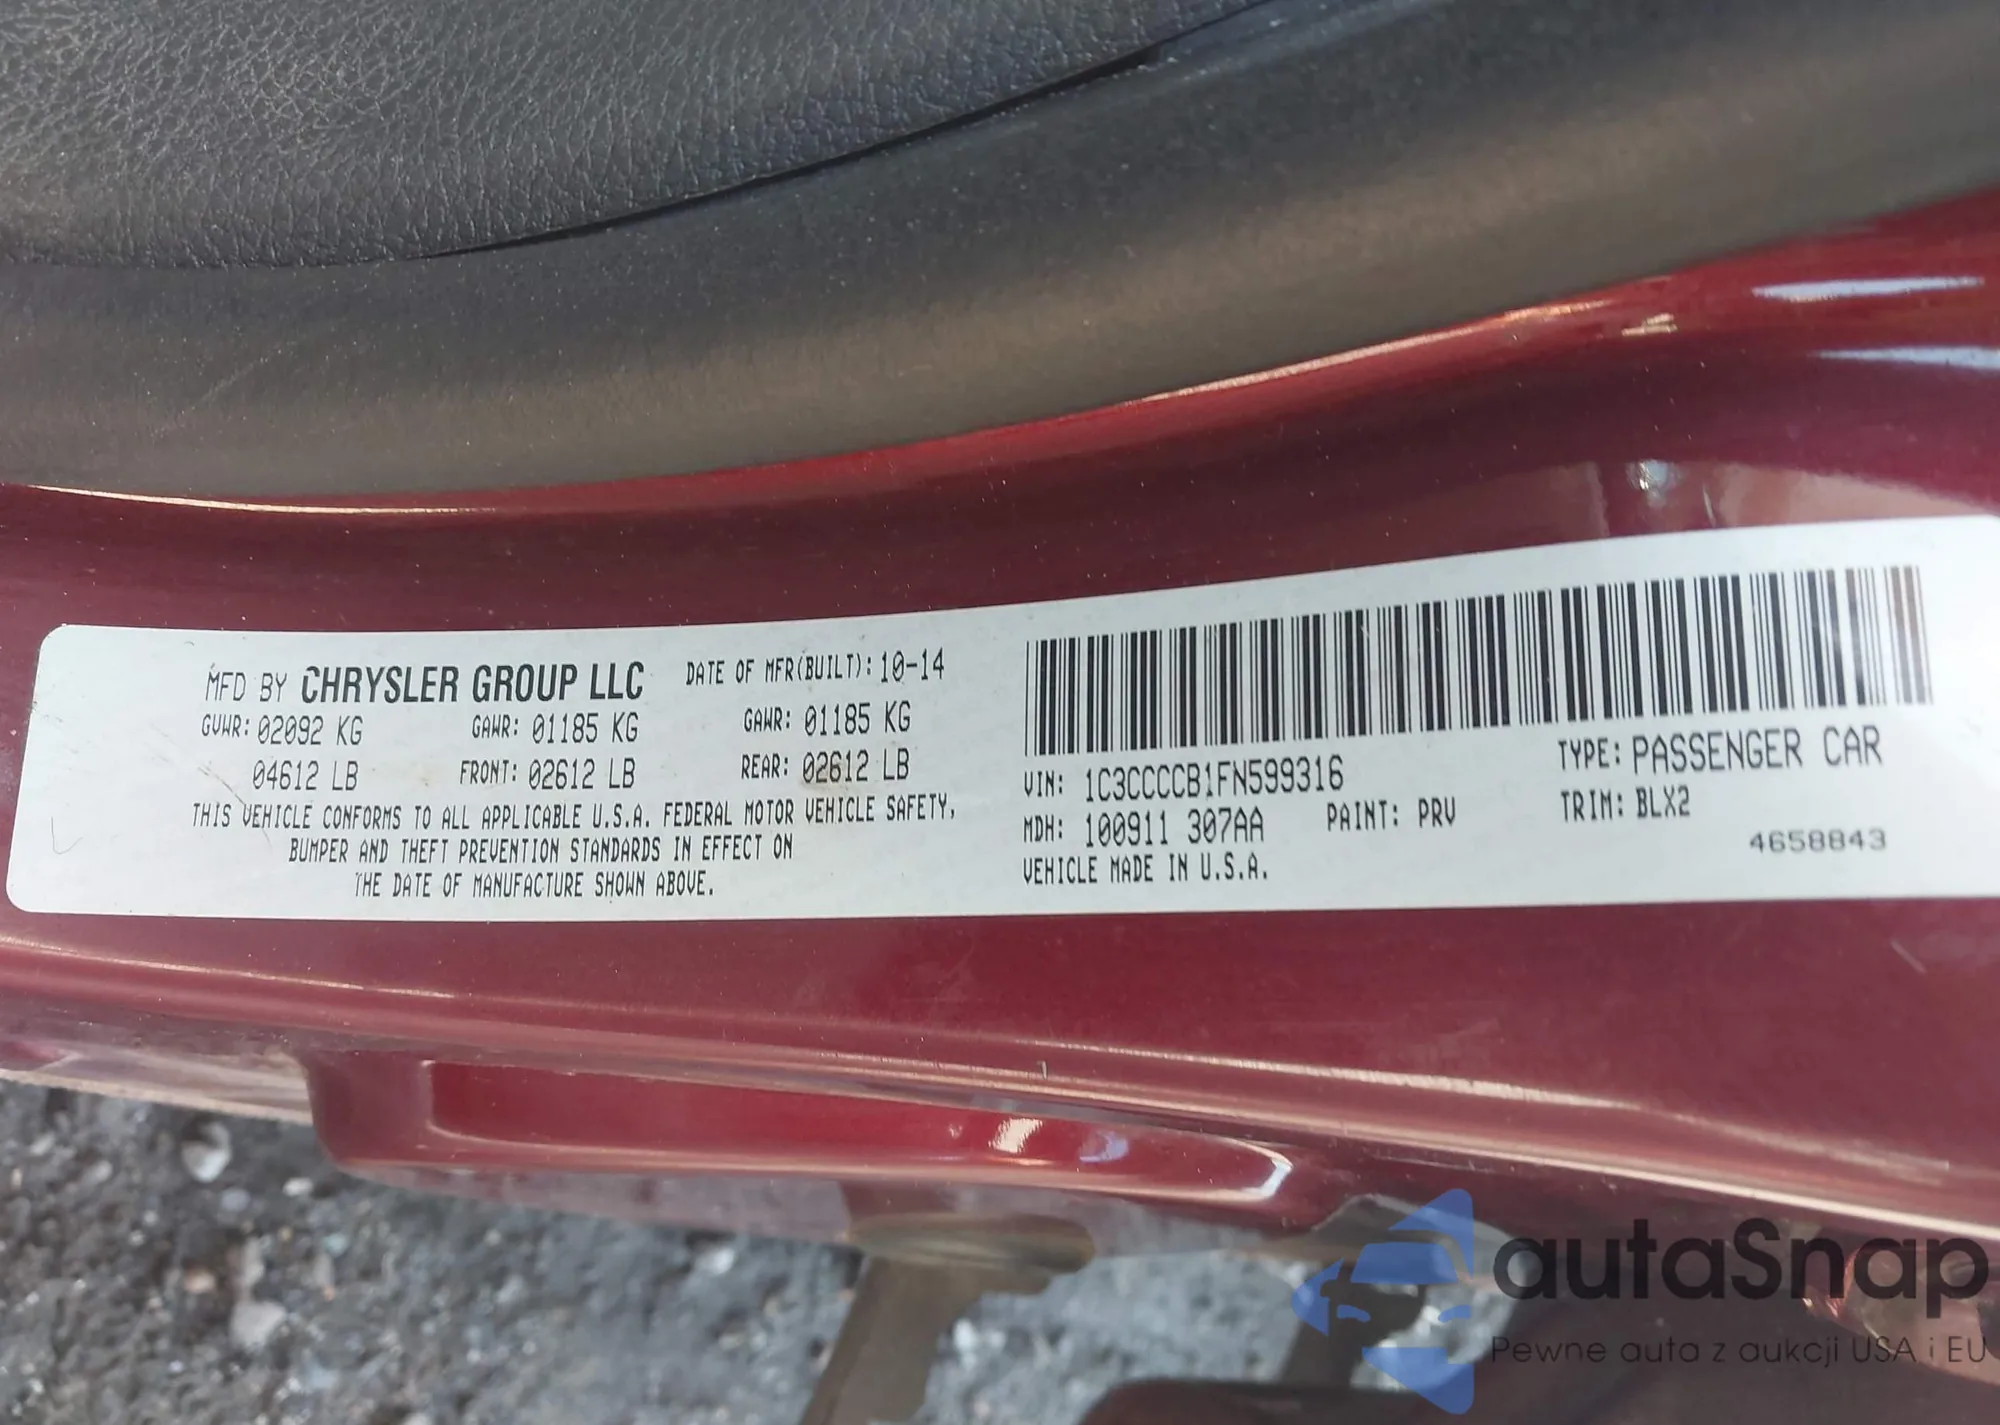 MFD BY CHRYSLER GROUP LLC DATE OF MFR(BUILT): 10-14
GVWR: 02092 KG GAWR: 01185 KG GAWR: 01185 KG
04612 LB FRONT: 02612 LB REAR: 02612 LB
THIS VEHICLE CONFORMS TO ALL APPLICABLE U.S.A. FEDERAL MOTOR VEHICLE SAFETY,
BUMPER AND THEFT PREVENTION STANDARDS IN EFFECT ON
THE DATE OF MANUFACTURE SHOWN ABOVE.
VIN: 1C3CCCCB1FN599316 TYPE: PASSENGER CAR
MDH: 100911 307AA PAINT: PRV TRIM: BLX2
VEHICLE MADE IN U.S.A. 4658843
autaSnap
Pewne auta z aukcji USA i EU